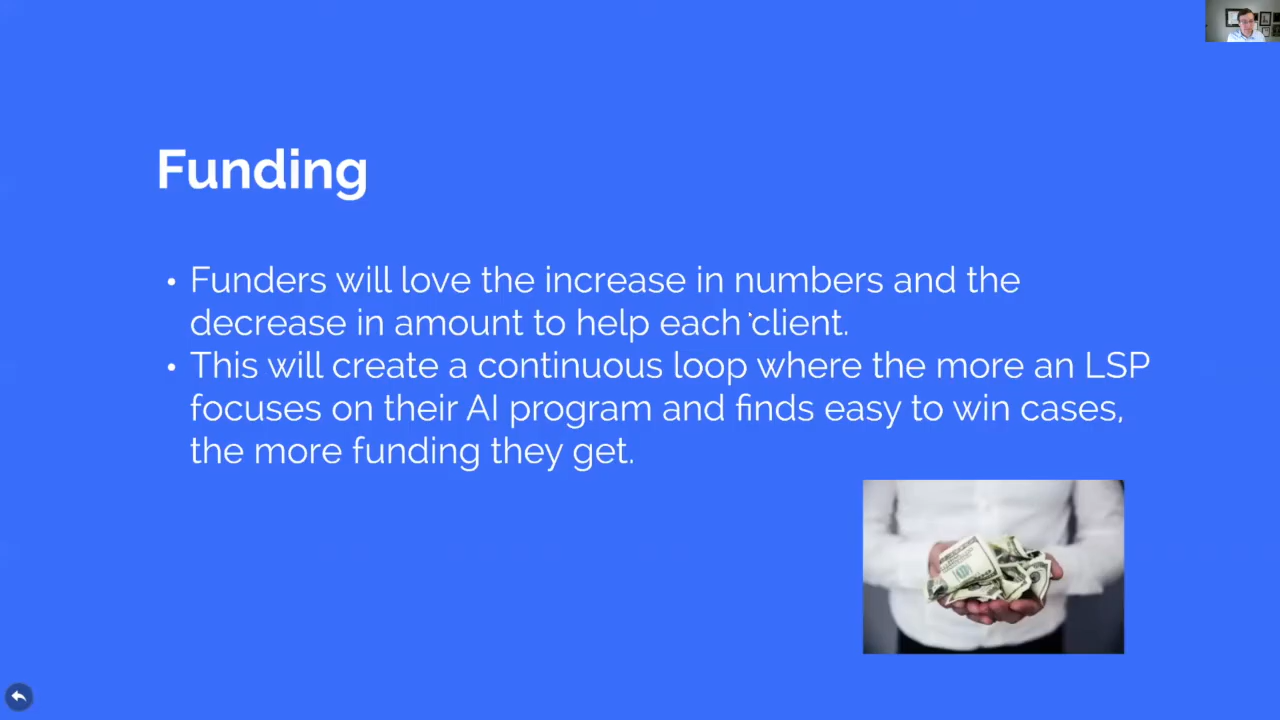 Funding
• Funders will love the increase in numbers and the
decrease in amount to help each client.
• This will create a continuous loop where the more an LSP
focuses on their AI program and finds easy to win cases,
the more funding they get.